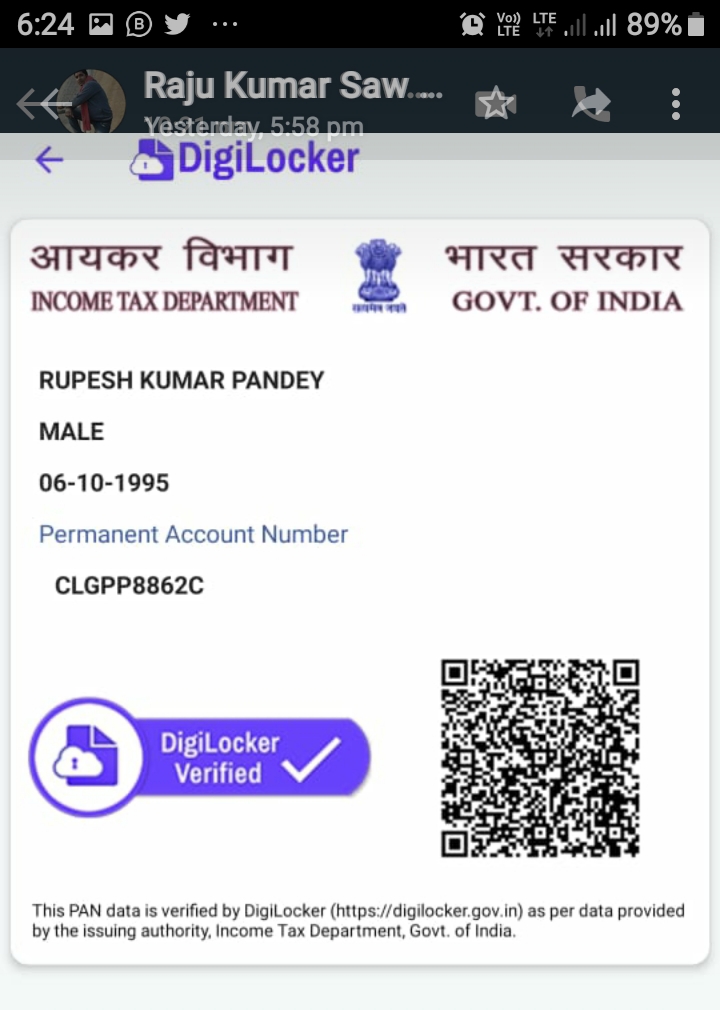 6:24 B ... Vo)) LTE LTE 89%
Raju Kumar Saw.....
Yesterday, 5:58 pm
DigiLocker
आयकर विभाग भारत सरकार
INCOME TAX DEPARTMENT GOVT. OF INDIA
सत्यमेव जयते
RUPESH KUMAR PANDEY
MALE
06-10-1995
Permanent Account Number
CLGPP8862C
DigiLocker
Verified
This PAN data is verified by DigiLocker (https://digilocker.gov.in) as per data provided
by the issuing authority, Income Tax Department, Govt. of India.